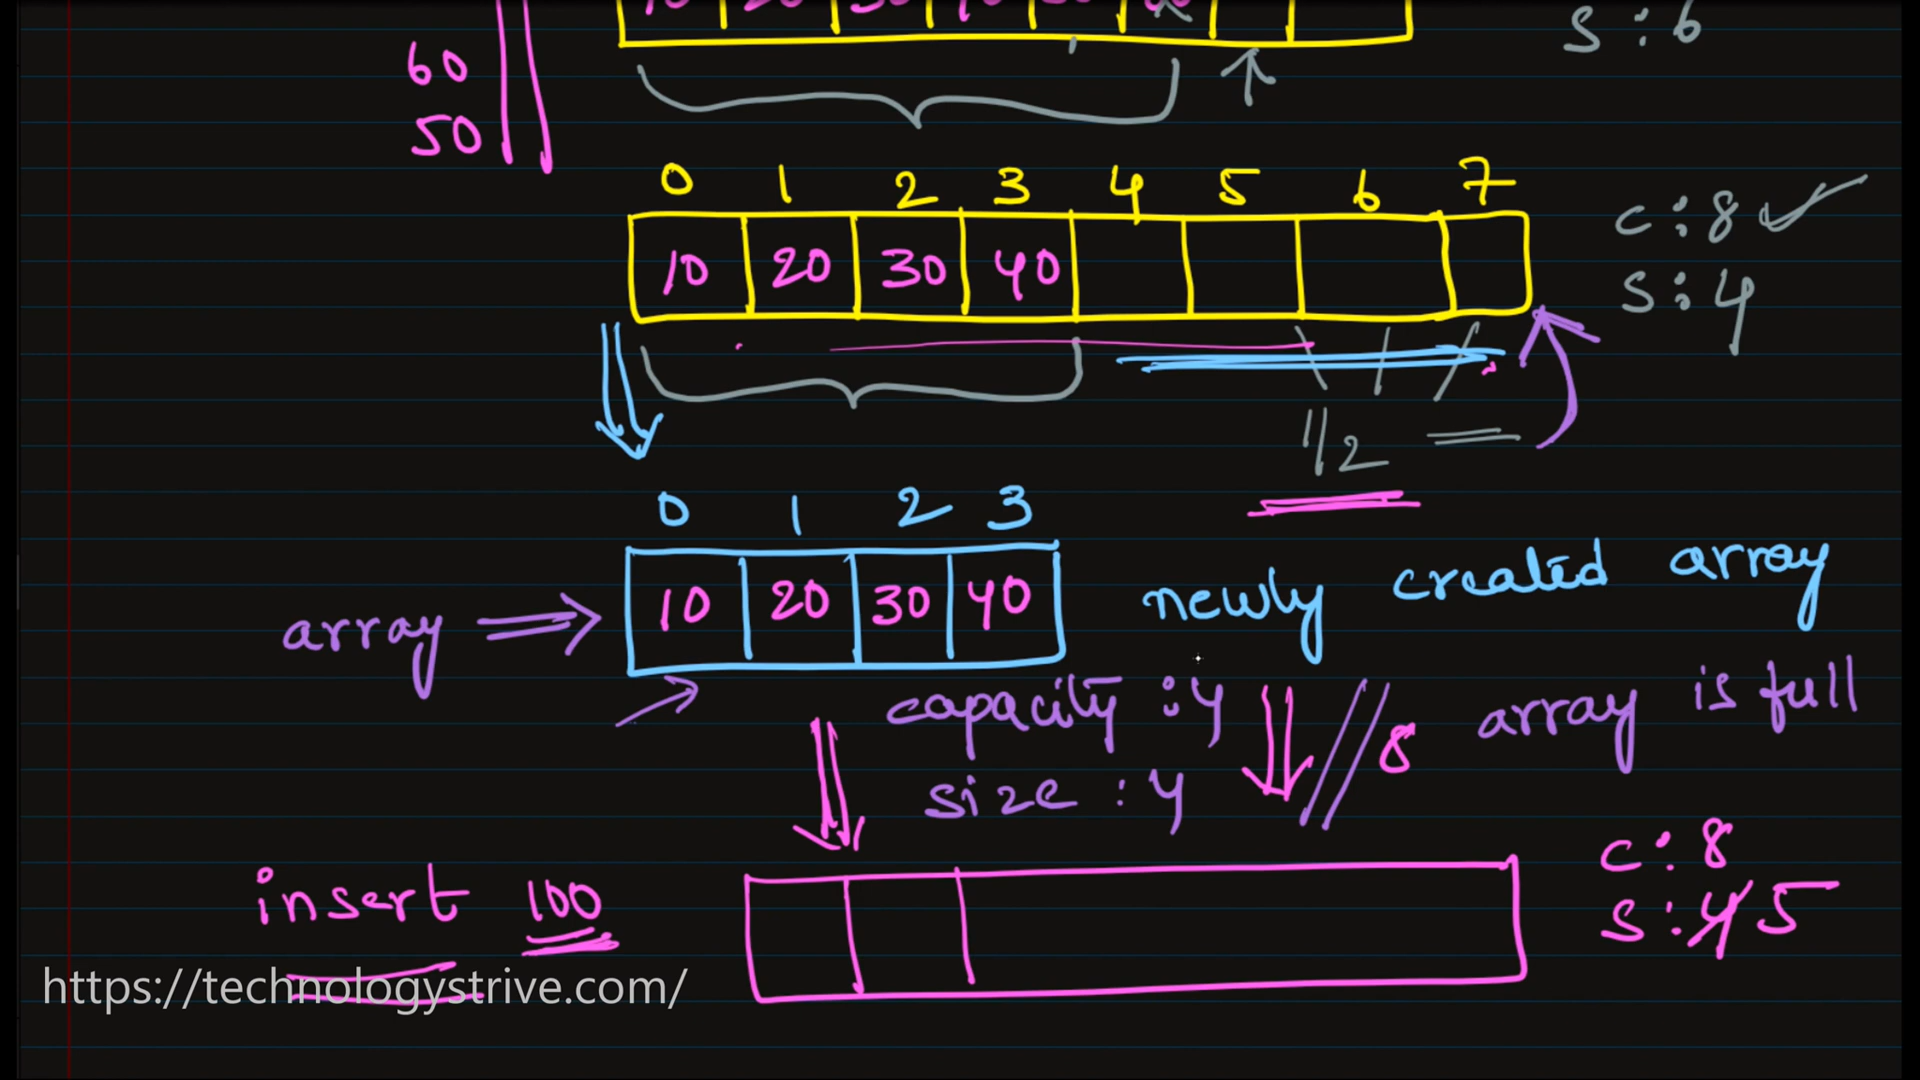 60
50
S : 6
0 1 2 3 4 5 6 7
10 20 30 40
c : 8
S : 4
1/2
0 1 2 3
10 20 30 40
newly created array
array
capacity : 4
size : 4
8
array is full
insert 100
c : 8
S : 4 5
https://technologystrive.com/